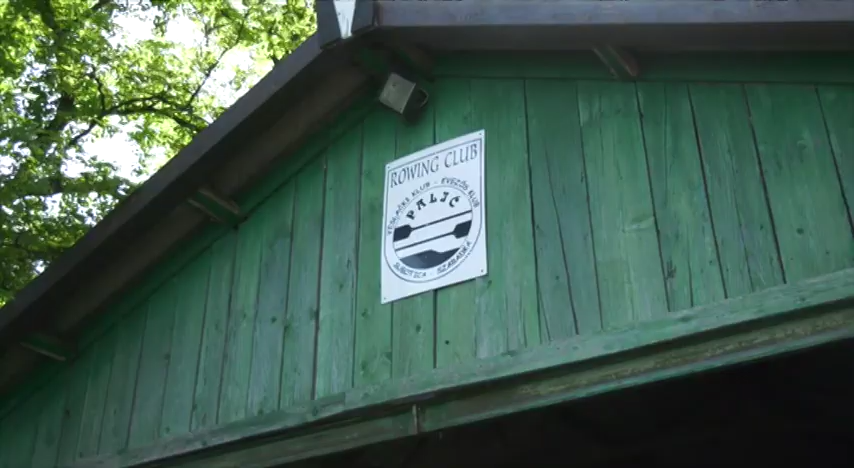 ROWING CLUB
VESLAČKI KLUB - EVEZŐS KLUB
PALIĆ
SUBOTICA - SZABADKA